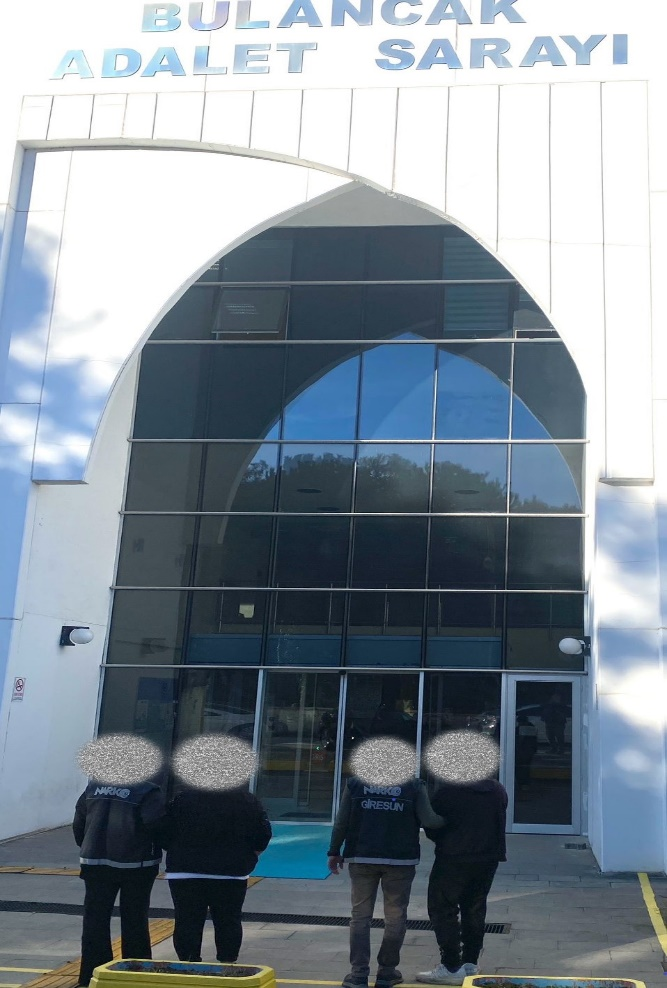 BULANCAK
ADALET SARAYI
NARKO
NARKO
GİRESUN